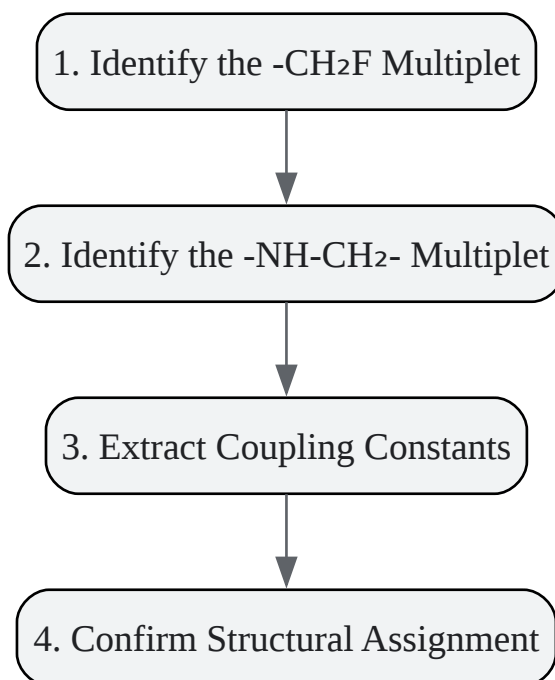 1. Identify the -CH₂F Multiplet
2. Identify the -NH-CH₂- Multiplet
3. Extract Coupling Constants
4. Confirm Structural Assignment